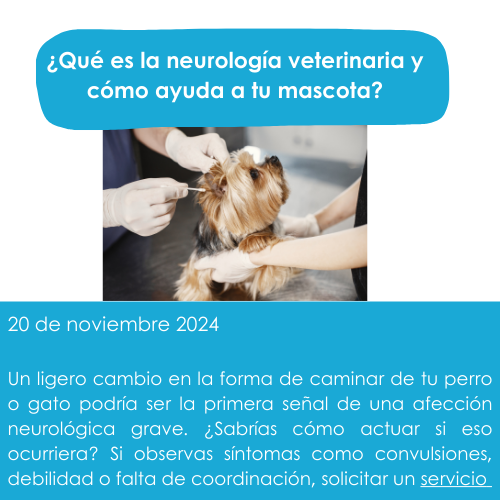 ¿Qué es la neurología veterinaria y
cómo ayuda a tu mascota?
20 de noviembre 2024
Un ligero cambio en la forma de caminar de tu perro
o gato podría ser la primera señal de una afección
neurológica grave. ¿Sabrías cómo actuar si eso
ocurriera? Si observas síntomas como convulsiones,
debilidad o falta de coordinación, solicitar un servicio